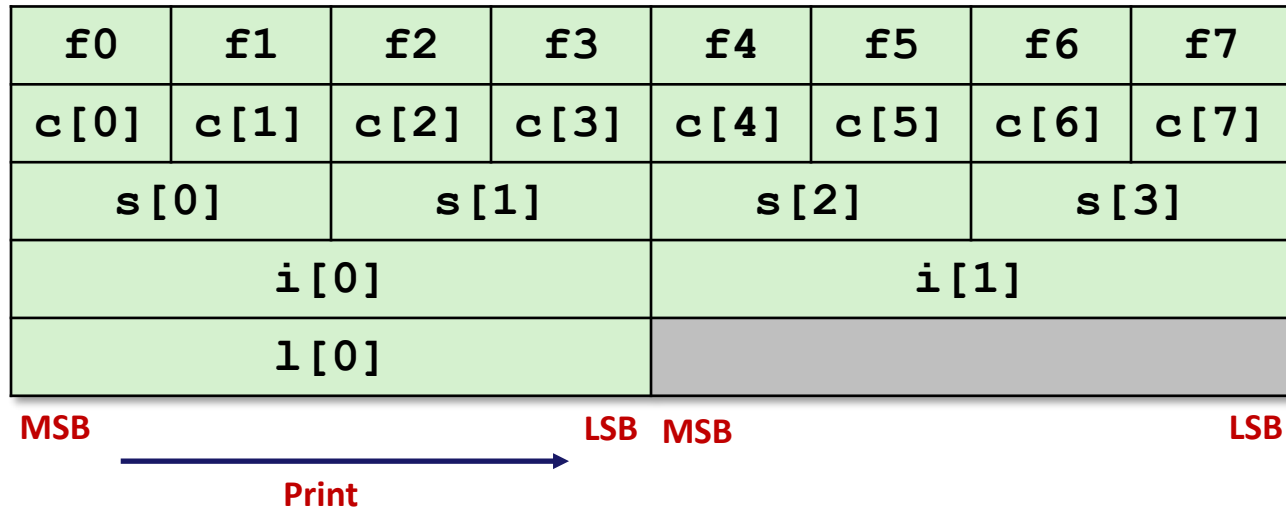 f0 f1 f2 f3 f4 f5 f6 f7
c[0] c[1] c[2] c[3] c[4] c[5] c[6] c[7]
s[0] s[1] s[2] s[3]
i[0] i[1]
l[0]
MSB LSB MSB LSB
Print